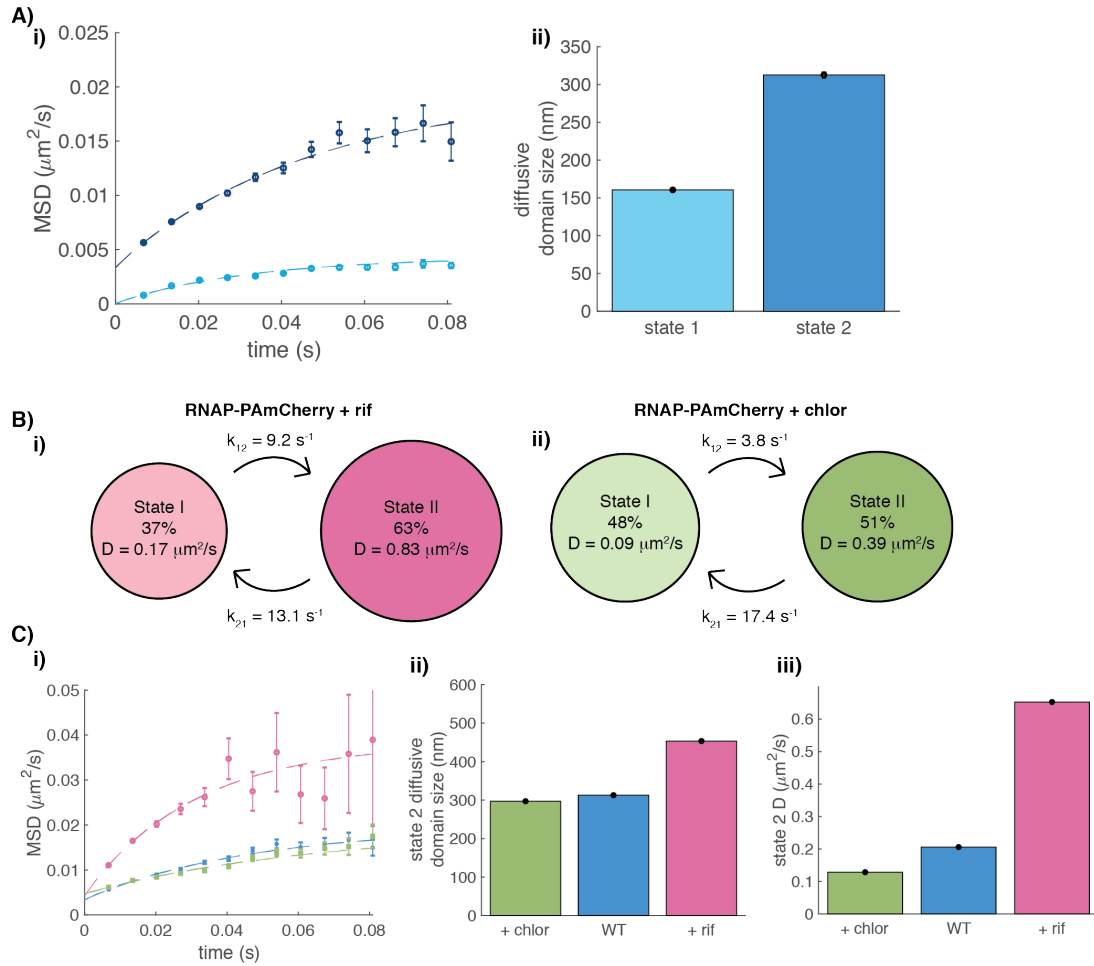 A)
i)
0.025
0.02
0.015
0.01
0.005
0
MSD (μm²/s)
0
0.02
0.04
0.06
0.08
time (s)
ii)
350
300
250
200
150
100
50
0
diffusive
domain size (nm)
state 1
state 2
B)
i)
RNAP-PAmCherry + rif
k₁₂ = 9.2 s⁻¹
State I
37%
D = 0.17 μm²/s
State II
63%
D = 0.83 μm²/s
k₂₁ = 13.1 s⁻¹
ii)
RNAP-PAmCherry + chlor
k₁₂ = 3.8 s⁻¹
State I
48%
D = 0.09 μm²/s
State II
51%
D = 0.39 μm²/s
k₂₁ = 17.4 s⁻¹
C)
i)
0.05
0.04
0.03
0.02
0.01
0
MSD (μm²/s)
0
0.02
0.04
0.06
0.08
time (s)
ii)
600
500
400
300
200
100
0
state 2 diffusive
domain size (nm)
+ chlor
WT
+ rif
iii)
0.6
0.5
0.4
0.3
0.2
0.1
0
state 2 D (μm²/s)
+ chlor
WT
+ rif